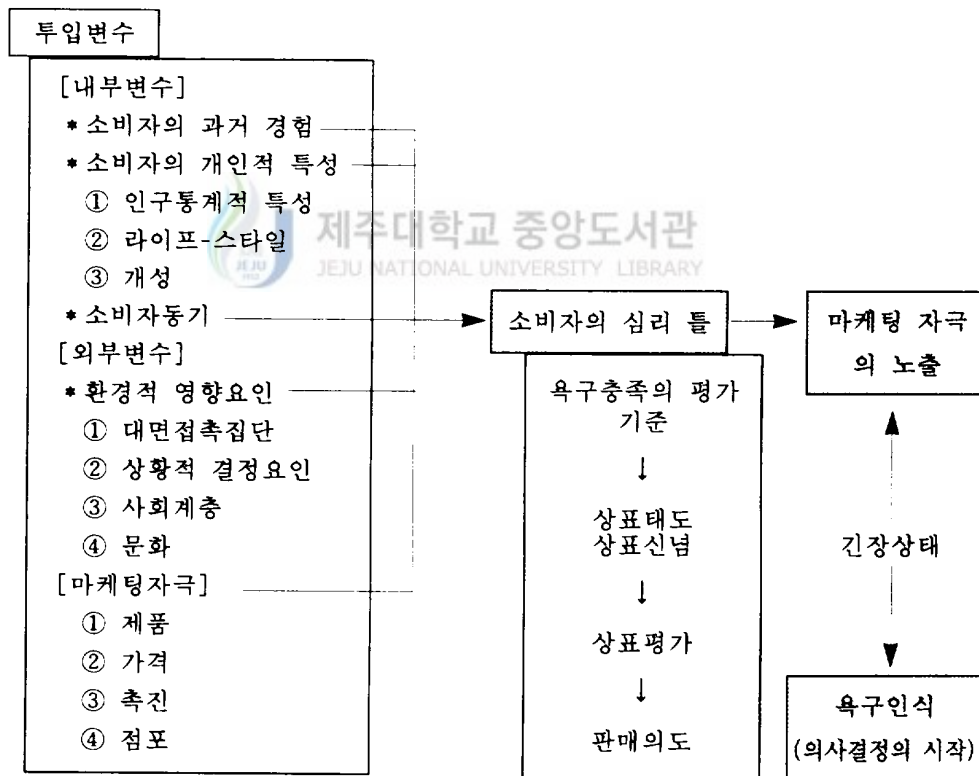 투입변수
[내부변수]
* 소비자의 과거 경험
* 소비자의 개인적 특성
① 인구통계적 특성
② 라이프-스타일
③ 개성
* 소비자동기
[외부변수]
* 환경적 영향요인
① 대면접촉집단
② 상황적 결정요인
③ 사회계층
④ 문화
[마케팅자극]
① 제품
② 가격
③ 촉진
④ 점포
제주대학교 중앙도서관
JEJU NATIONAL UNIVERSITY LIBRARY
JEJU
1952
소비자의 심리 틀
욕구충족의 평가
기준
↓
상표태도
상표신념
↓
상표평가
↓
판매의도
마케팅 자극
의 노출
긴장상태
욕구인식
(의사결정의 시작)